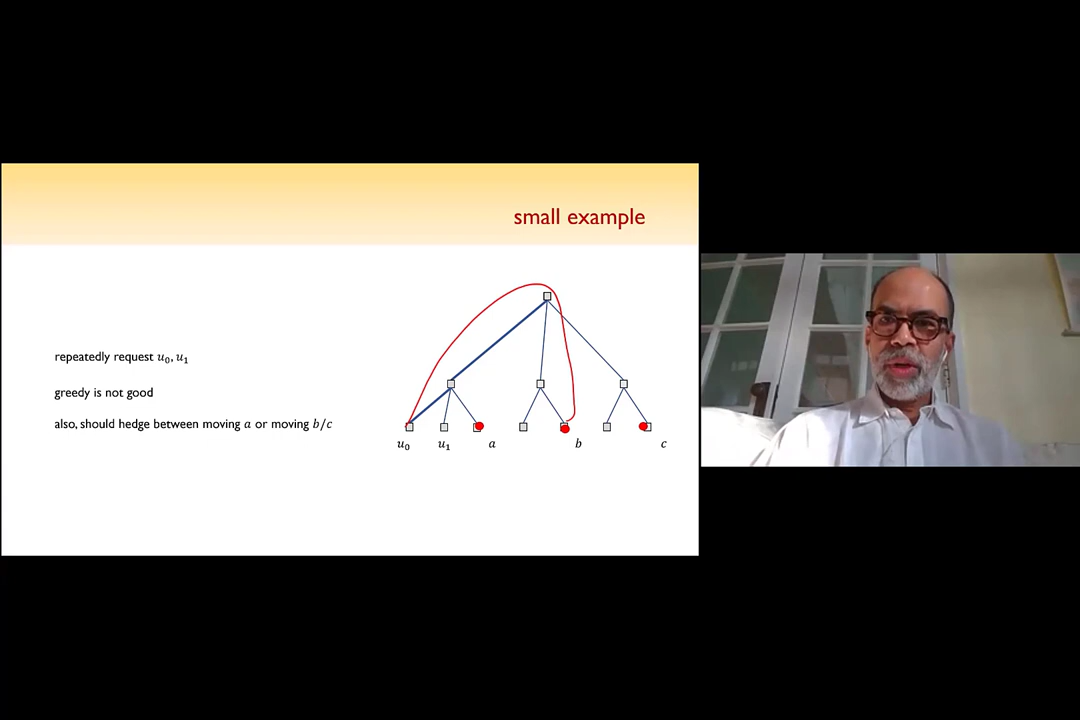 small example
repeatedly request u₀, u₁
greedy is not good
also, should hedge between moving a or moving b/c
u₀ u₁ a b c